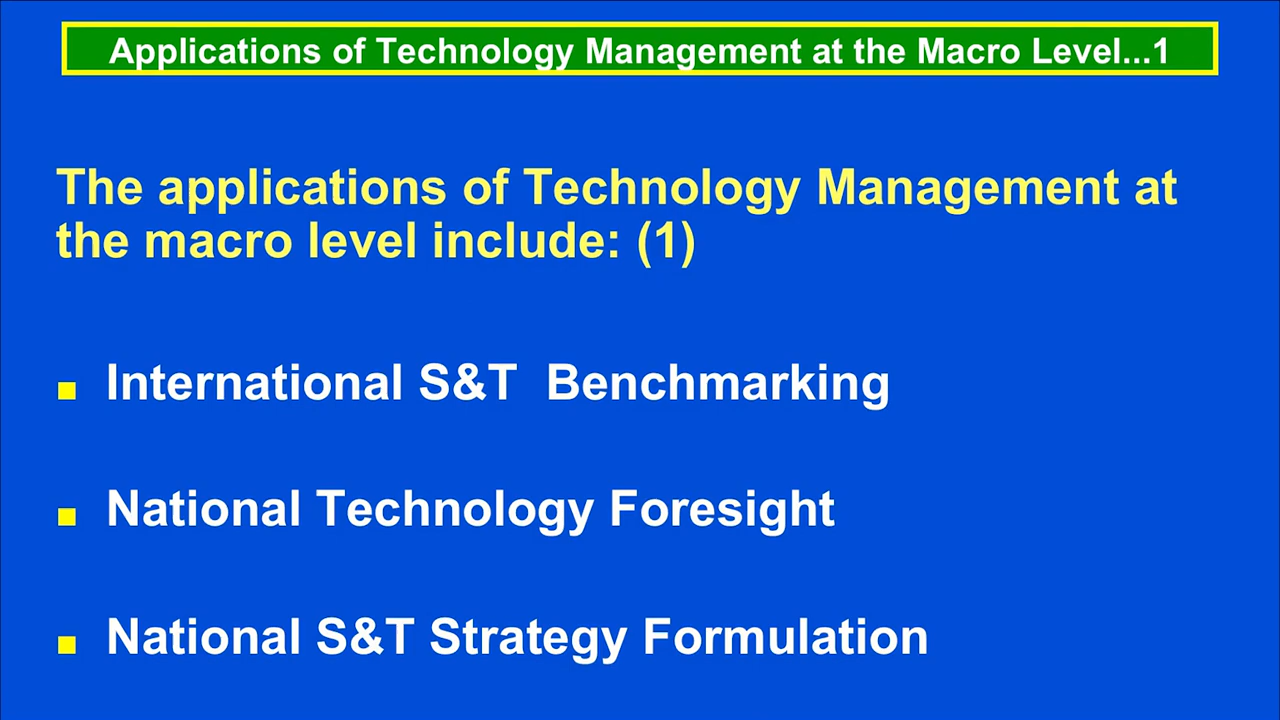 Applications of Technology Management at the Macro Level...1
The applications of Technology Management at
the macro level include: (1)
International S&T  Benchmarking
National Technology Foresight
National S&T Strategy Formulation